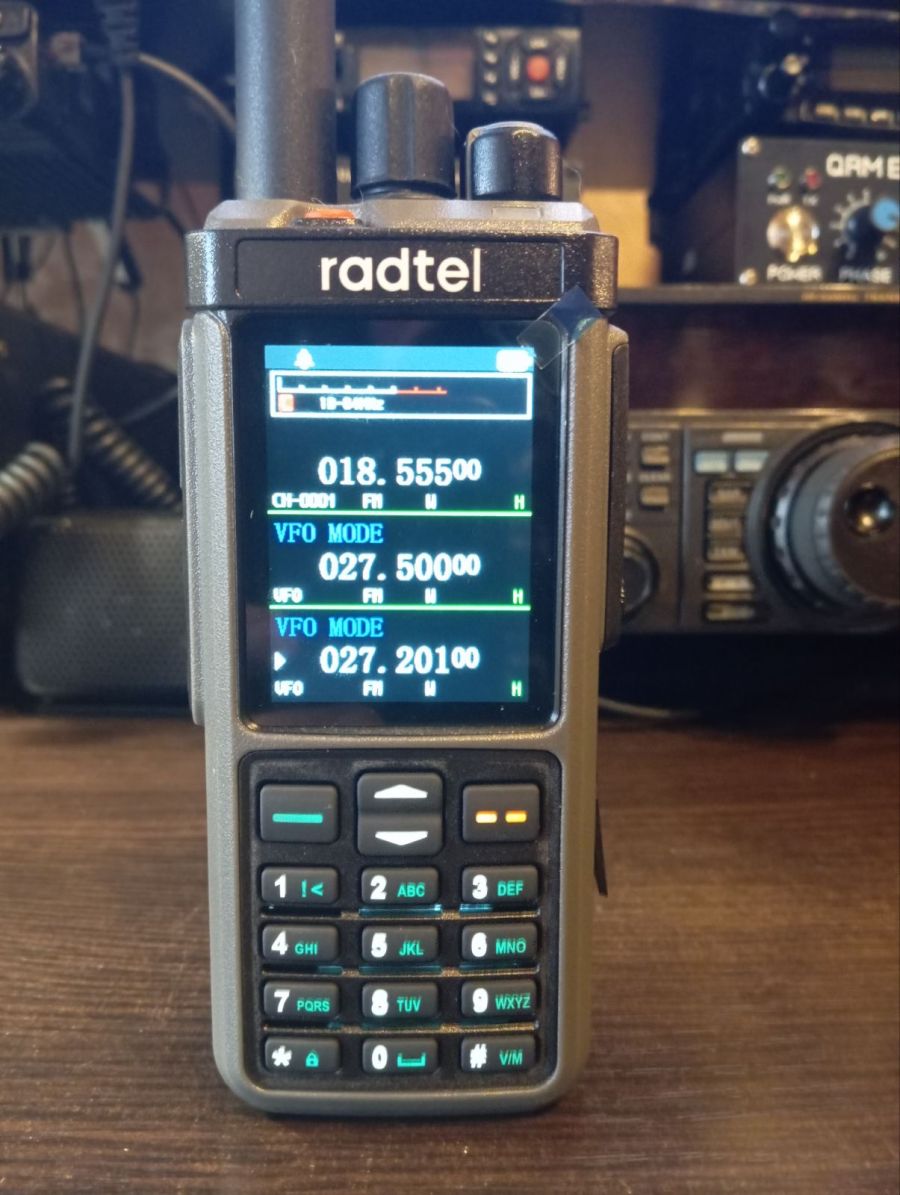 radtel
QRM E
POWER PHASE
18-64MHz
018.55500
CH-0001 FM W H
VFO MODE
027.50000
VFO FM W H
VFO MODE
027.20100
VFO FM W H
1 !<
2 ABC
3 DEF
4 GHI
5 JKL
6 MNO
7 PQRS
8 TUV
9 WXYZ
*
0
# V/M